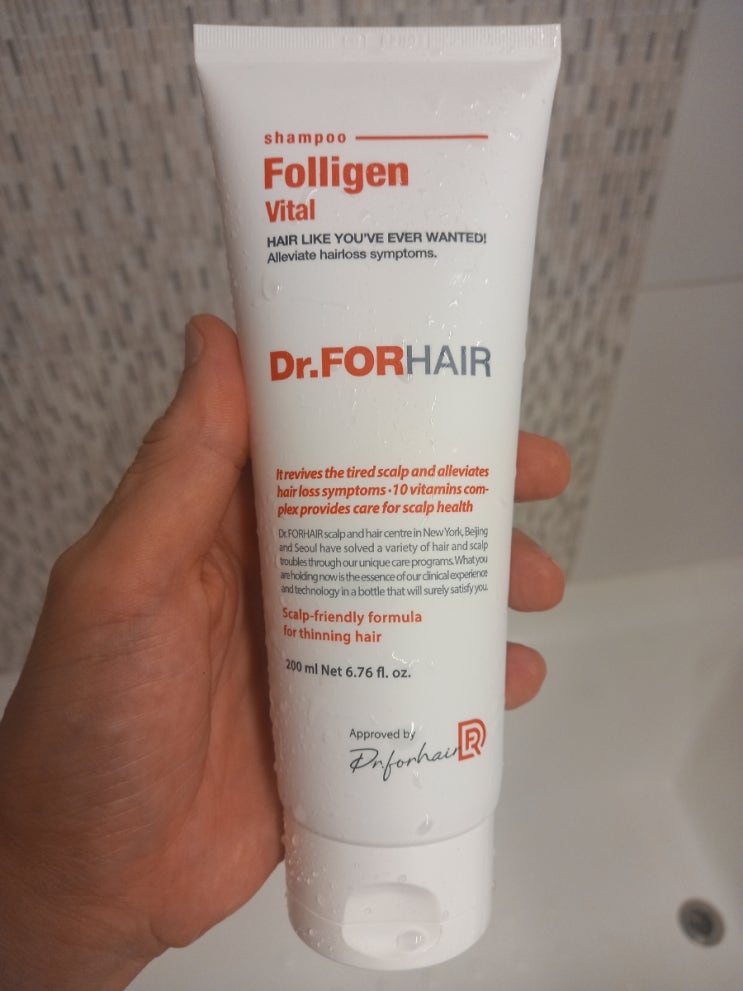 shampoo
Folligen
Vital
HAIR LIKE YOU'VE EVER WANTED!
Alleviate hairloss symptoms.
Dr.FORHAIR
It revives the tired scalp and alleviates
hair loss symptoms·10 vitamins com-
plex provides care for scalp health
Dr.FORHAIR scalp and hair centre in New York, Beijing
and Seoul have solved a variety of hair and scalp
troubles through our unique care programs. What you
are holding now is the essence of our clinical experience
and technology in a bottle that will surely satisfy you.
Scalp-friendly formula
for thinning hair
200 ml Net 6.76 fl. oz.
Approved by
Dr.forhair